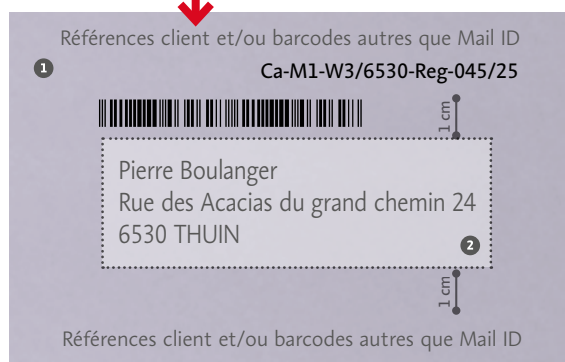 Références client et/ou barcodes autres que Mail ID
1
Ca-M1-W3/6530-Reg-045/25
1 cm
Pierre Boulanger
Rue des Acacias du grand chemin 24
6530 THUIN
2
1 cm
Références client et/ou barcodes autres que Mail ID